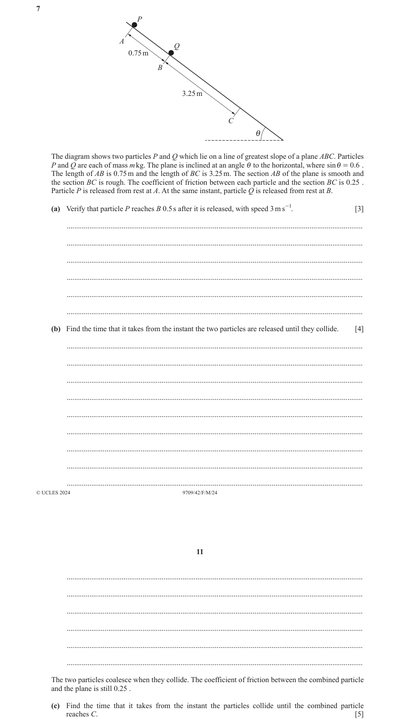 7
P
A
Q
0.75 m
B
3.25 m
C
θ
The diagram shows two particles P and Q which lie on a line of greatest slope of a plane ABC. Particles
P and Q are each of mass m kg. The plane is inclined at an angle θ to the horizontal, where sin θ = 0.6 .
The length of AB is 0.75 m and the length of BC is 3.25 m. The section AB of the plane is smooth and
the section BC is rough. The coefficient of friction between each particle and the section BC is 0.25 .
Particle P is released from rest at A. At the same instant, particle Q is released from rest at B.
(a) Verify that particle P reaches B 0.5 s after it is released, with speed 3 m s⁻¹. [3]
(b) Find the time that it takes from the instant the two particles are released until they collide. [4]
© UCLES 2024 9709/42/F/M/24
11
The two particles coalesce when they collide. The coefficient of friction between the combined particle
and the plane is still 0.25 .
(c) Find the time that it takes from the instant the particles collide until the combined particle
reaches C. [5]